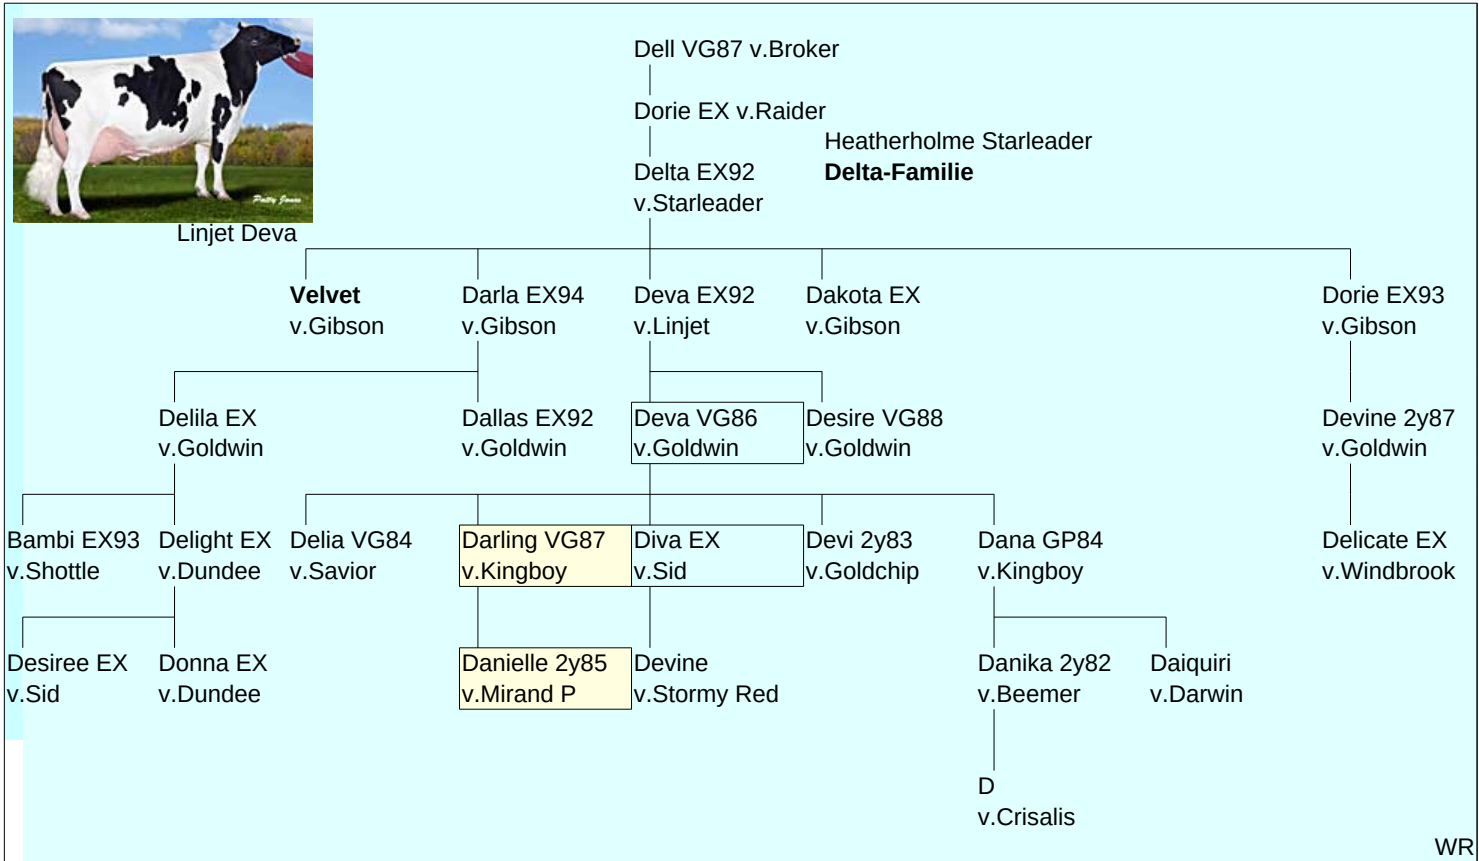 Dell VG87 v.Broker
Dorie EX v.Raider
Heatherholme Starleader
Delta EX92
Delta-Familie
v.Starleader
Patty Jones
Linjet Deva
Velvet
v.Gibson
Darla EX94
v.Gibson
Deva EX92
v.Linjet
Dakota EX
v.Gibson
Dorie EX93
v.Gibson
Delila EX
v.Goldwin
Dallas EX92
v.Goldwin
Deva VG86
v.Goldwin
Desire VG88
v.Goldwin
Devine 2y87
v.Goldwin
Bambi EX93
v.Shottle
Delight EX
v.Dundee
Delia VG84
v.Savior
Darling VG87
v.Kingboy
Diva EX
v.Sid
Devi 2y83
v.Goldchip
Dana GP84
v.Kingboy
Delicate EX
v.Windbrook
Desiree EX
v.Sid
Donna EX
v.Dundee
Danielle 2y85
v.Mirand P
Devine
v.Stormy Red
Danika 2y82
v.Beemer
Daiquiri
v.Darwin
D
v.Crisalis
WR